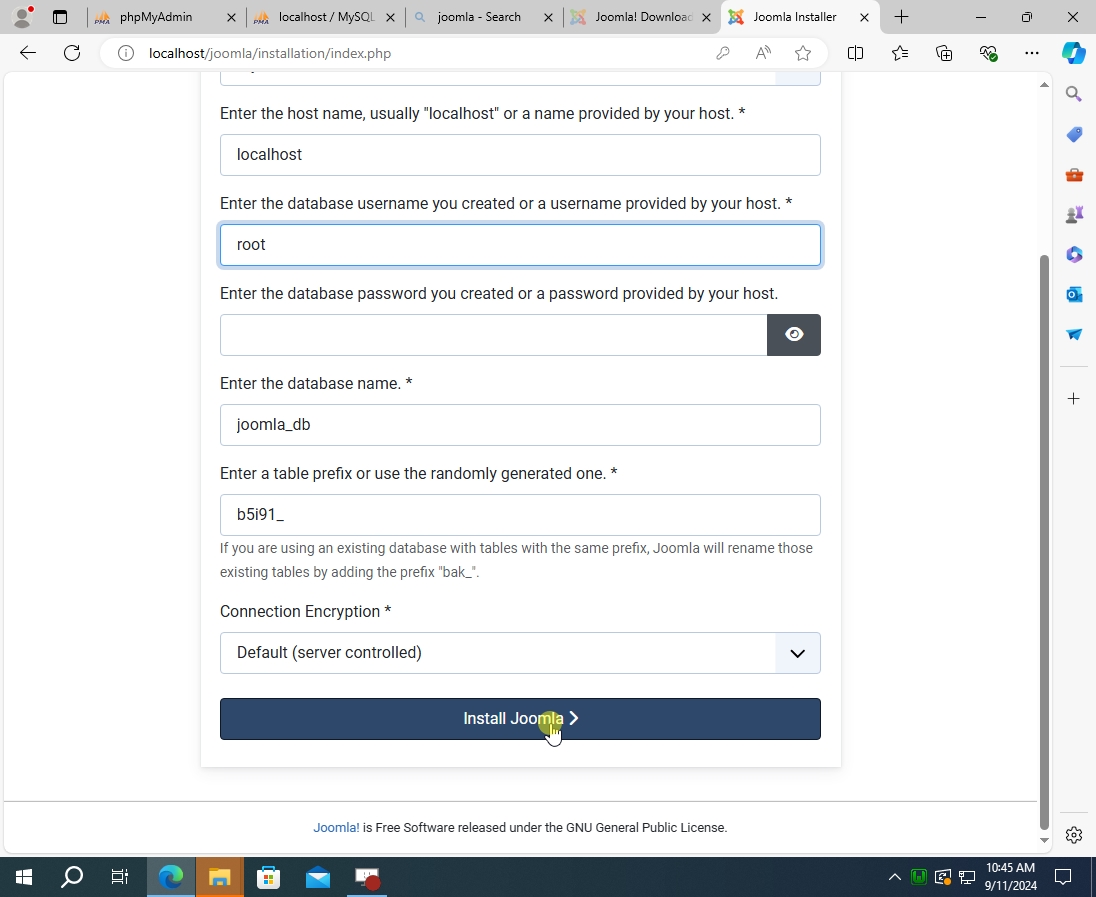 phpMyAdmin
localhost / MySQL
joomla - Search
Joomla! Download
Joomla Installer
localhost/joomla/installation/index.php
Enter the host name, usually "localhost" or a name provided by your host. *
localhost
Enter the database username you created or a username provided by your host. *
root
Enter the database password you created or a password provided by your host.
Enter the database name. *
joomla_db
Enter a table prefix or use the randomly generated one. *
b5i91_
If you are using an existing database with tables with the same prefix, Joomla will rename those
existing tables by adding the prefix "bak_".
Connection Encryption *
Default (server controlled)
Install Joomla
Joomla! is Free Software released under the GNU General Public License.
10:45 AM
9/11/2024